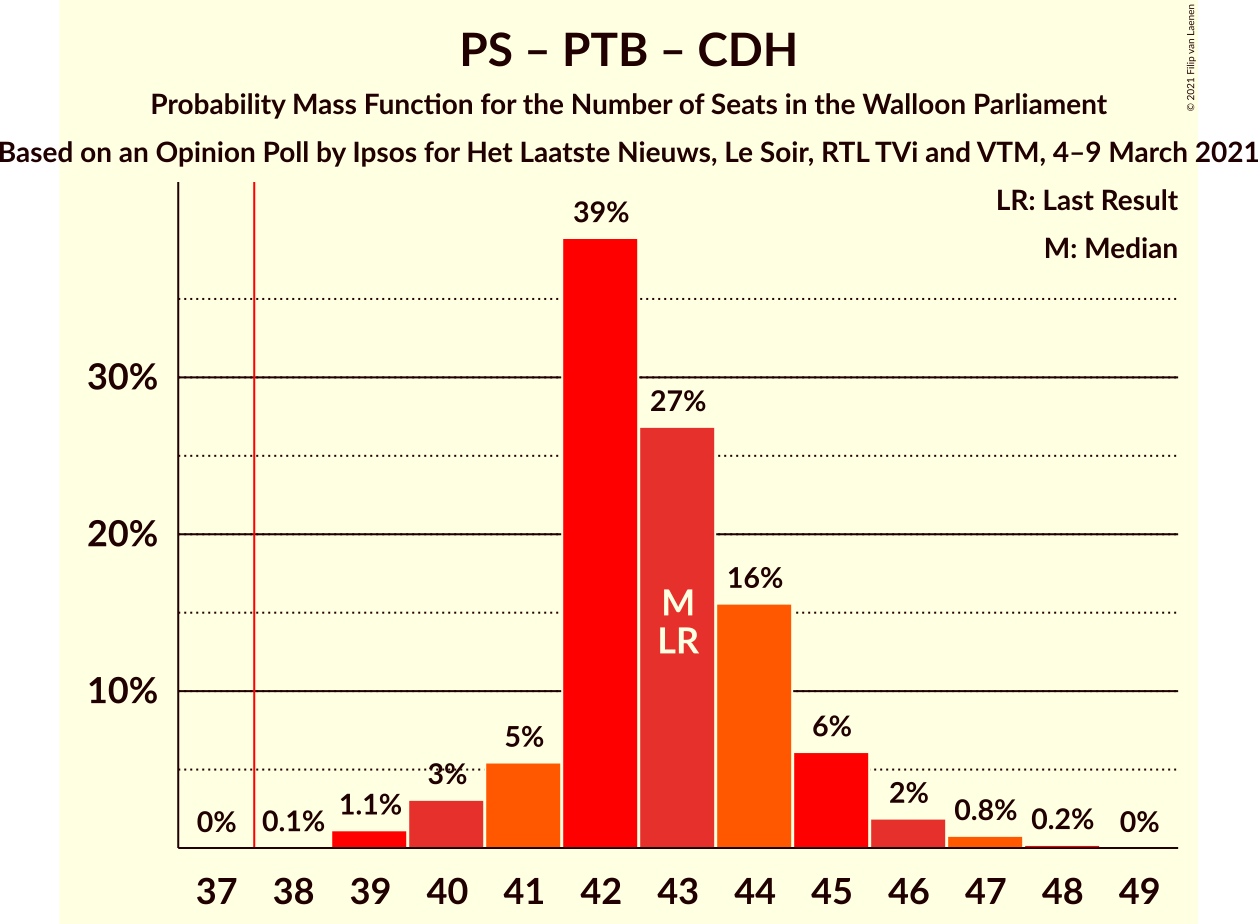 PS – PTB – CDH
Probability Mass Function for the Number of Seats in the Walloon Parliament
Based on an Opinion Poll by Ipsos for Het Laatste Nieuws, Le Soir, RTL TVi and VTM, 4–9 March 2021
© 2021 Filip van Laenen
LR: Last Result
M: Median
39%
30%
27%
20%
16%
M
LR
10%
5%
6%
3%
2%
1.1%
0.8%
0%
0.1%
0.2%
0%
37 38 39 40 41 42 43 44 45 46 47 48 49